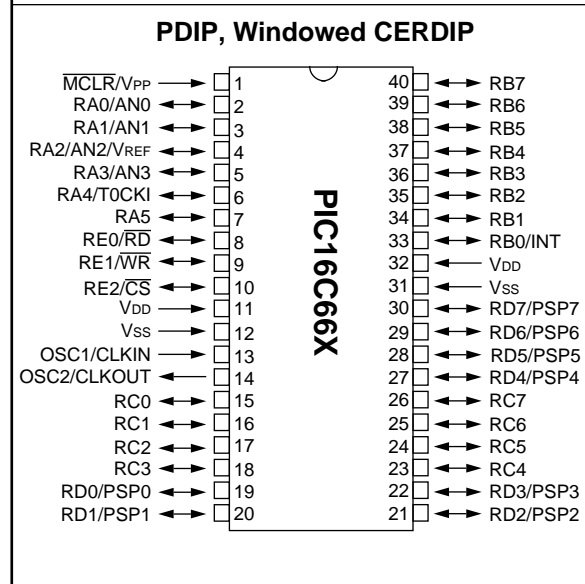 PDIP, Windowed CERDIP
MCLR/VPP 1 40 RB7
RA0/AN0 2 39 RB6
RA1/AN1 3 38 RB5
RA2/AN2/VREF 4 37 RB4
RA3/AN3 5 36 RB3
RA4/T0CKI 6 35 RB2
RA5 7 34 RB1
RE0/RD 8 33 RB0/INT
RE1/WR 9 32 VDD
RE2/CS 10 31 VSS
VDD 11 30 RD7/PSP7
VSS 12 29 RD6/PSP6
OSC1/CLKIN 13 28 RD5/PSP5
OSC2/CLKOUT 14 27 RD4/PSP4
RC0 15 26 RC7
RC1 16 25 RC6
RC2 17 24 RC5
RC3 18 23 RC4
RD0/PSP0 19 22 RD3/PSP3
RD1/PSP1 20 21 RD2/PSP2
PIC16C66X